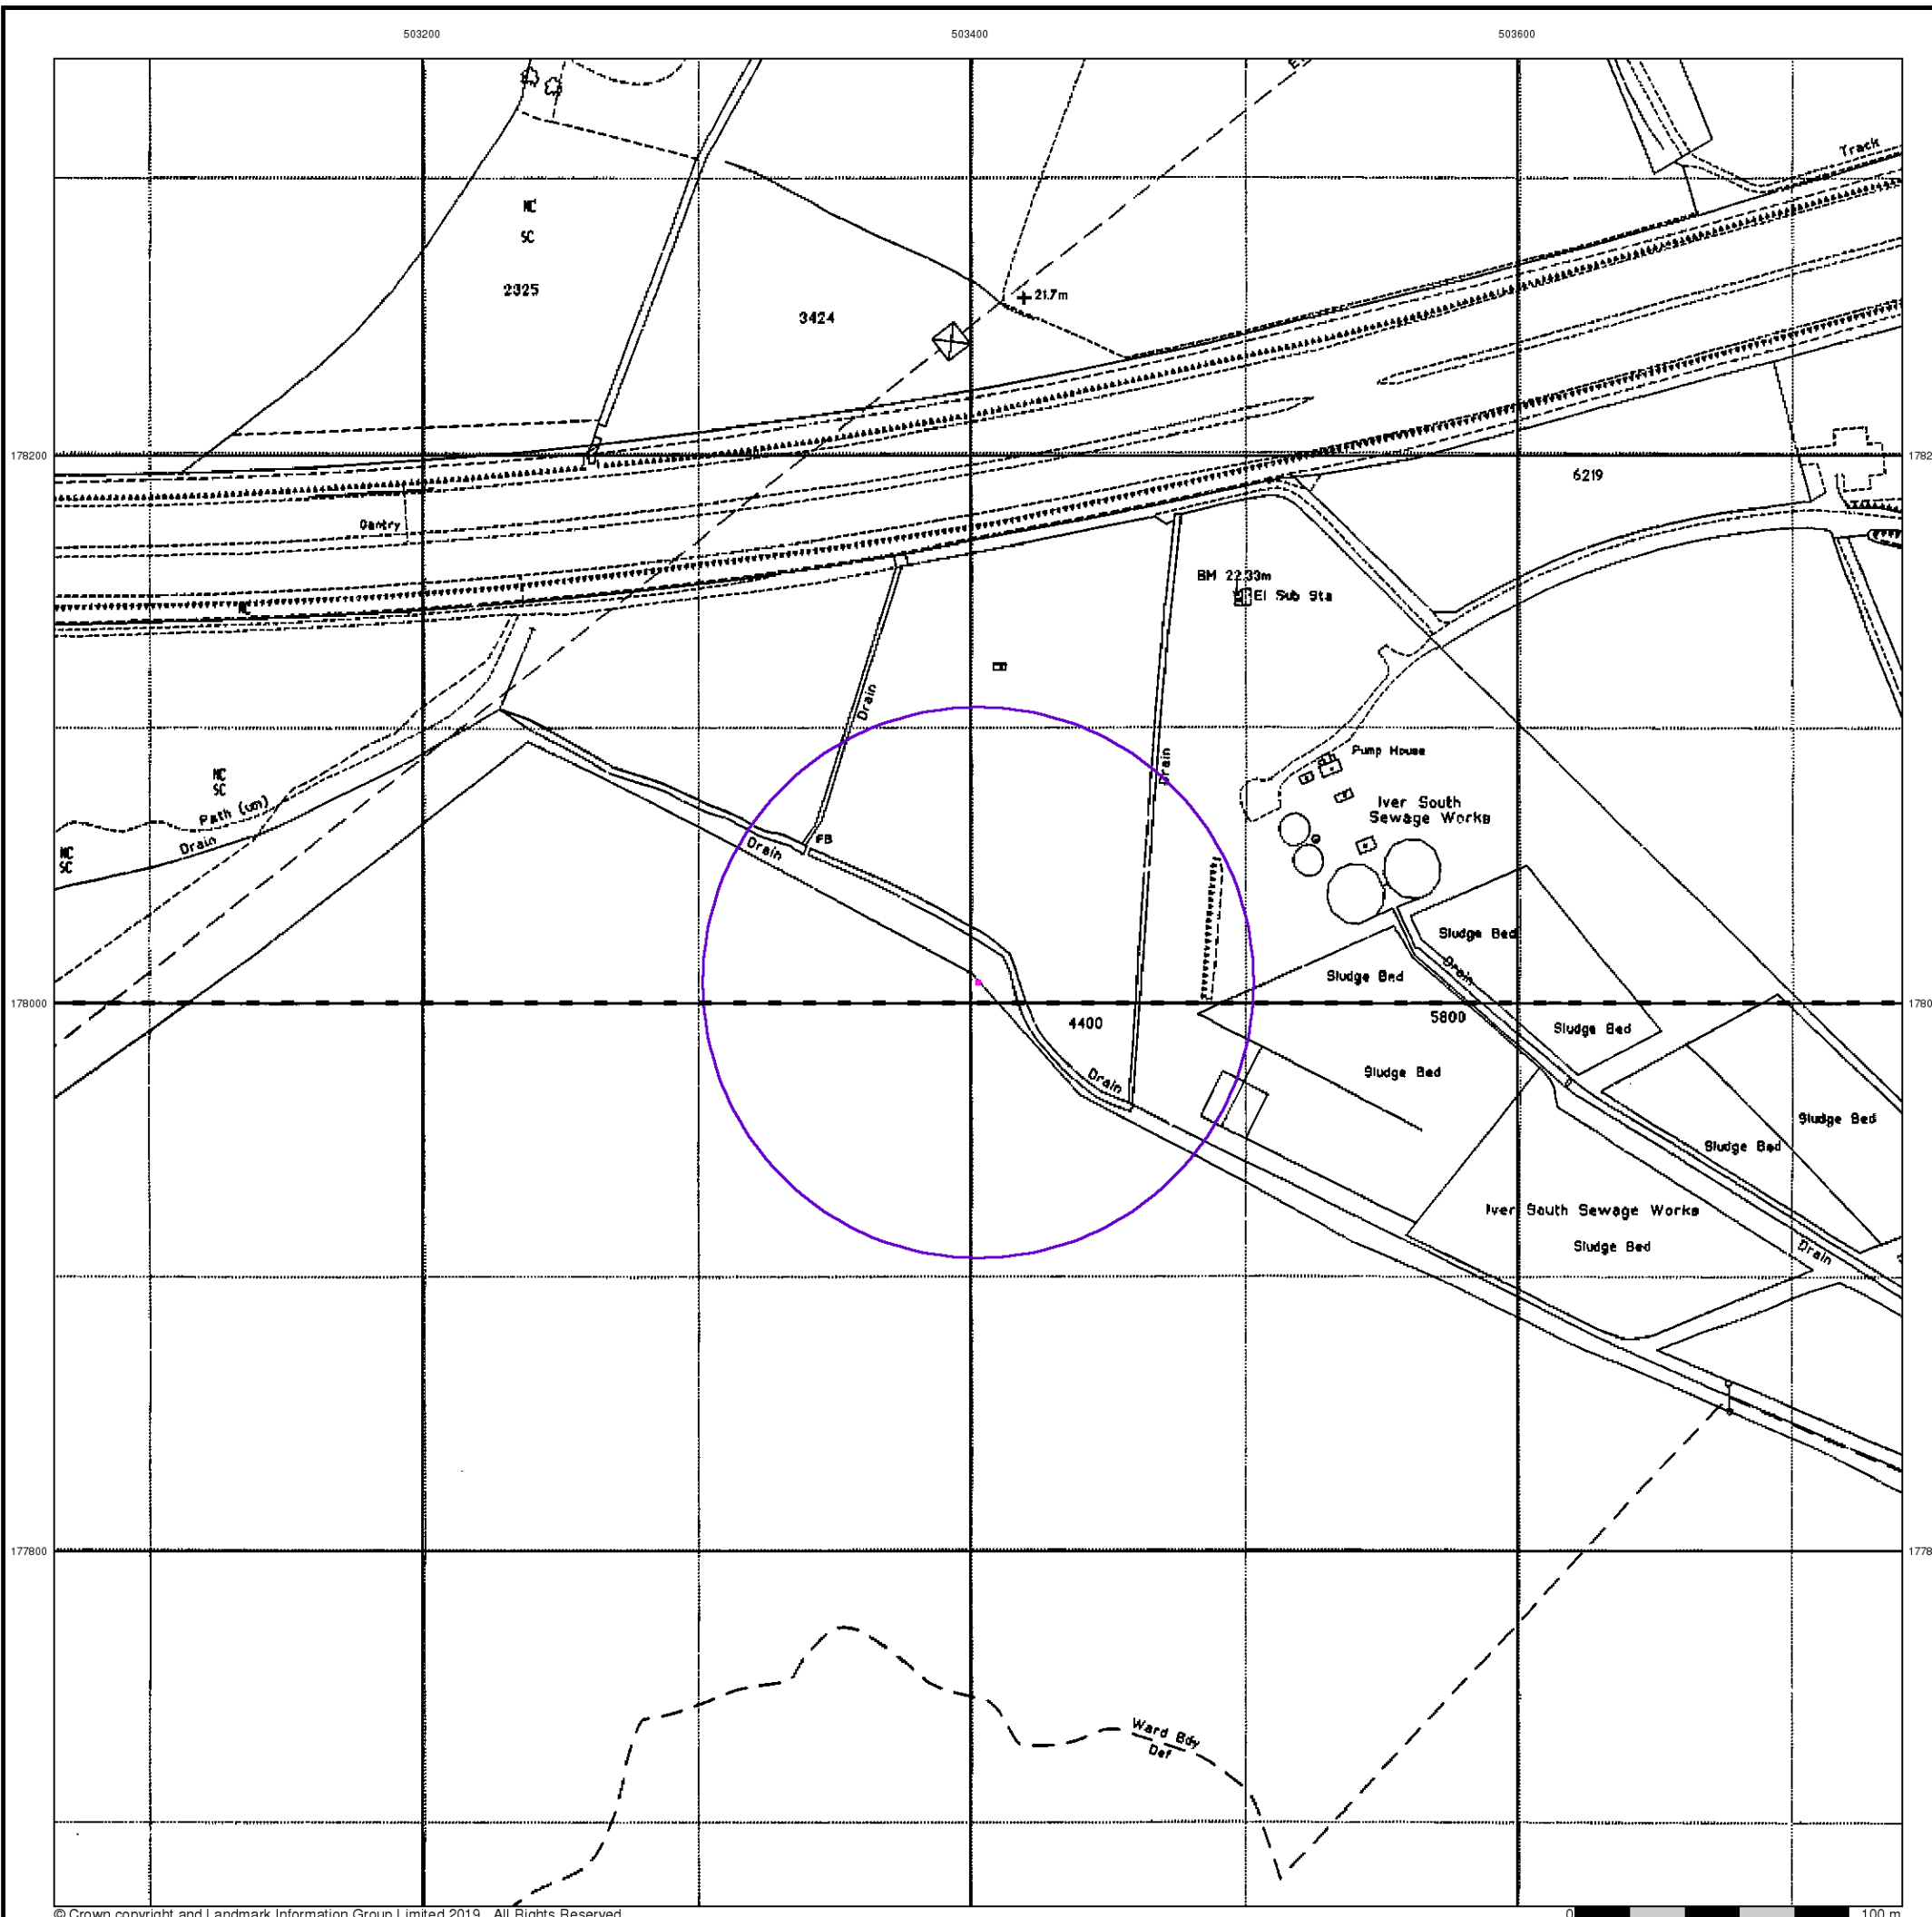 503200
503400
503600
Track
NC
SC
2925
3424
21.7m
178200
6219
Gantry
BM 22.33m
El Sub Sta
NC
Drain
Drain
Pump House
NC
SC
Path (um)
Drain
Iver South
Sewage Works
FB
Drain
NC
SC
Sludge Bed
Drain
Sludge Bed
178000
4400
5800
Sludge Bed
Drain
Sludge Bed
Sludge Bed
Sludge Bed
Iver South Sewage Works
Sludge Bed
Drain
177800
Ward Bdy
Def
© Crown copyright and Landmark Information Group Limited 2019. All Rights Reserved.
0
100 m